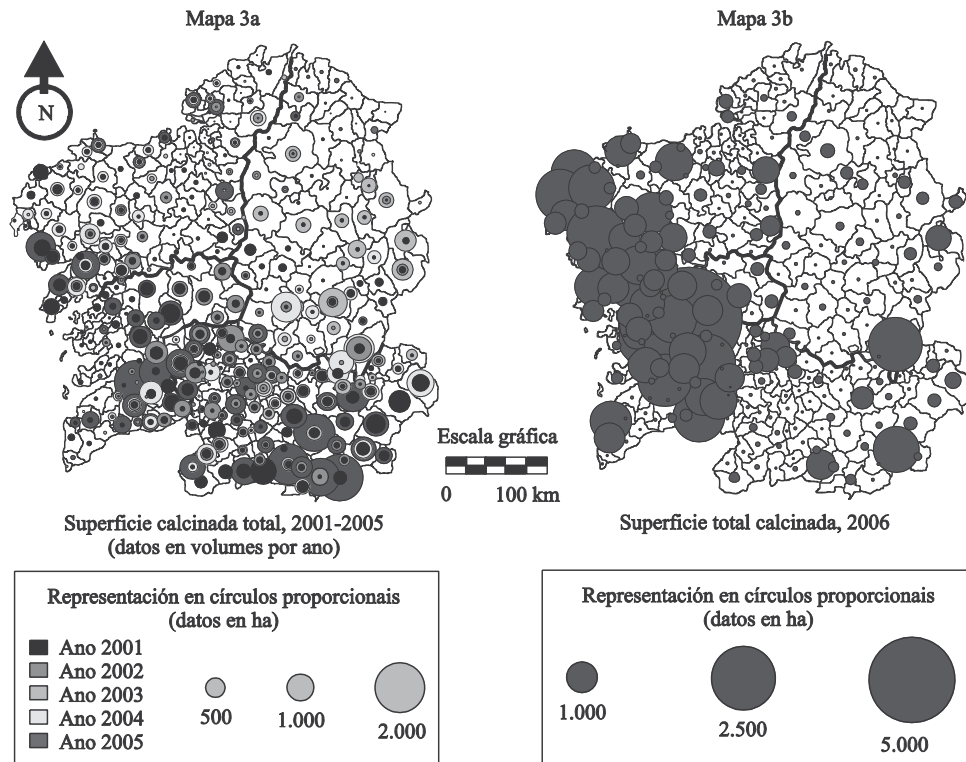 Mapa 3a
Mapa 3b
N
Escala gráfica
0 100 km
Superficie calcinada total, 2001-2005
(datos en volumes por ano)
Superficie total calcinada, 2006
Representación en círculos proporcionais
(datos en ha)
Ano 2001
Ano 2002
Ano 2003
Ano 2004
Ano 2005
500
1.000
2.000
Representación en círculos proporcionais
(datos en ha)
1.000
2.500
5.000